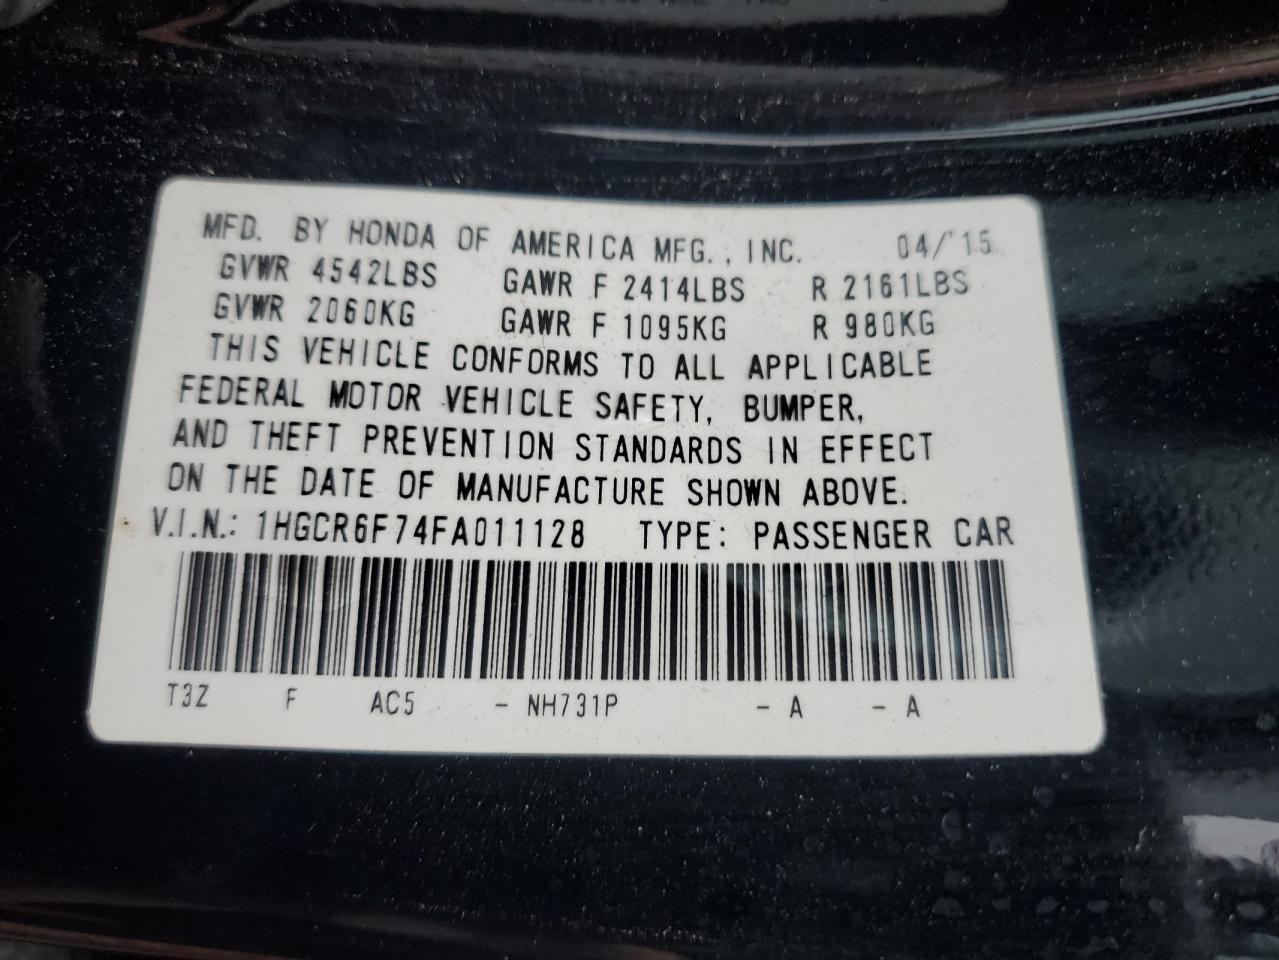 MFD. BY HONDA OF AMERICA MFG., INC. 04/15
GVWR 4542LBS GAWR F 2414LBS R 2161LBS
GVWR 2060KG GAWR F 1095KG R 980KG
THIS VEHICLE CONFORMS TO ALL APPLICABLE
FEDERAL MOTOR VEHICLE SAFETY, BUMPER,
AND THEFT PREVENTION STANDARDS IN EFFECT
ON THE DATE OF MANUFACTURE SHOWN ABOVE.
V.I.N.: 1HGCR6F74FA011128 TYPE: PASSENGER CAR
T3Z F AC5 - NH731P - A - A